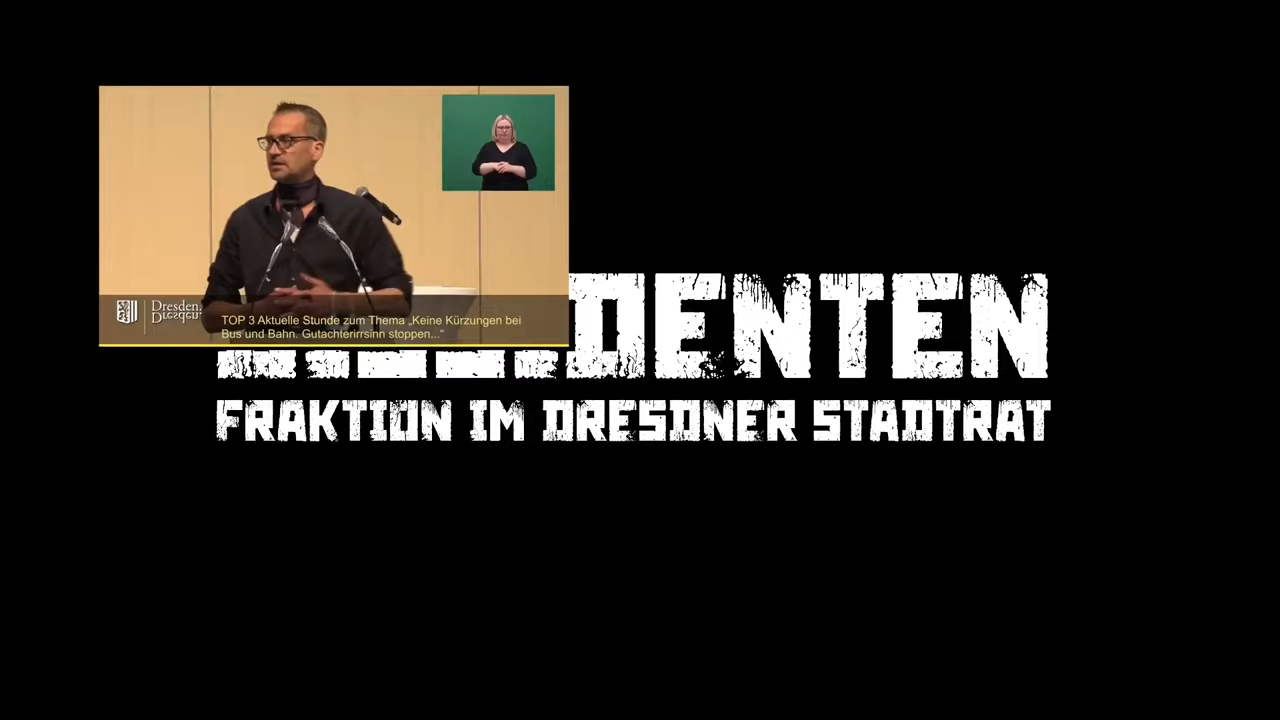 Dresden.
Dresden
TOP 3 Aktuelle Stunde zum Thema „Keine Kürzungen bei
Bus und Bahn. Gutachterirrsinn stoppen...“
DENTEN
FRAKTION IM DRESDNER STADTRAT